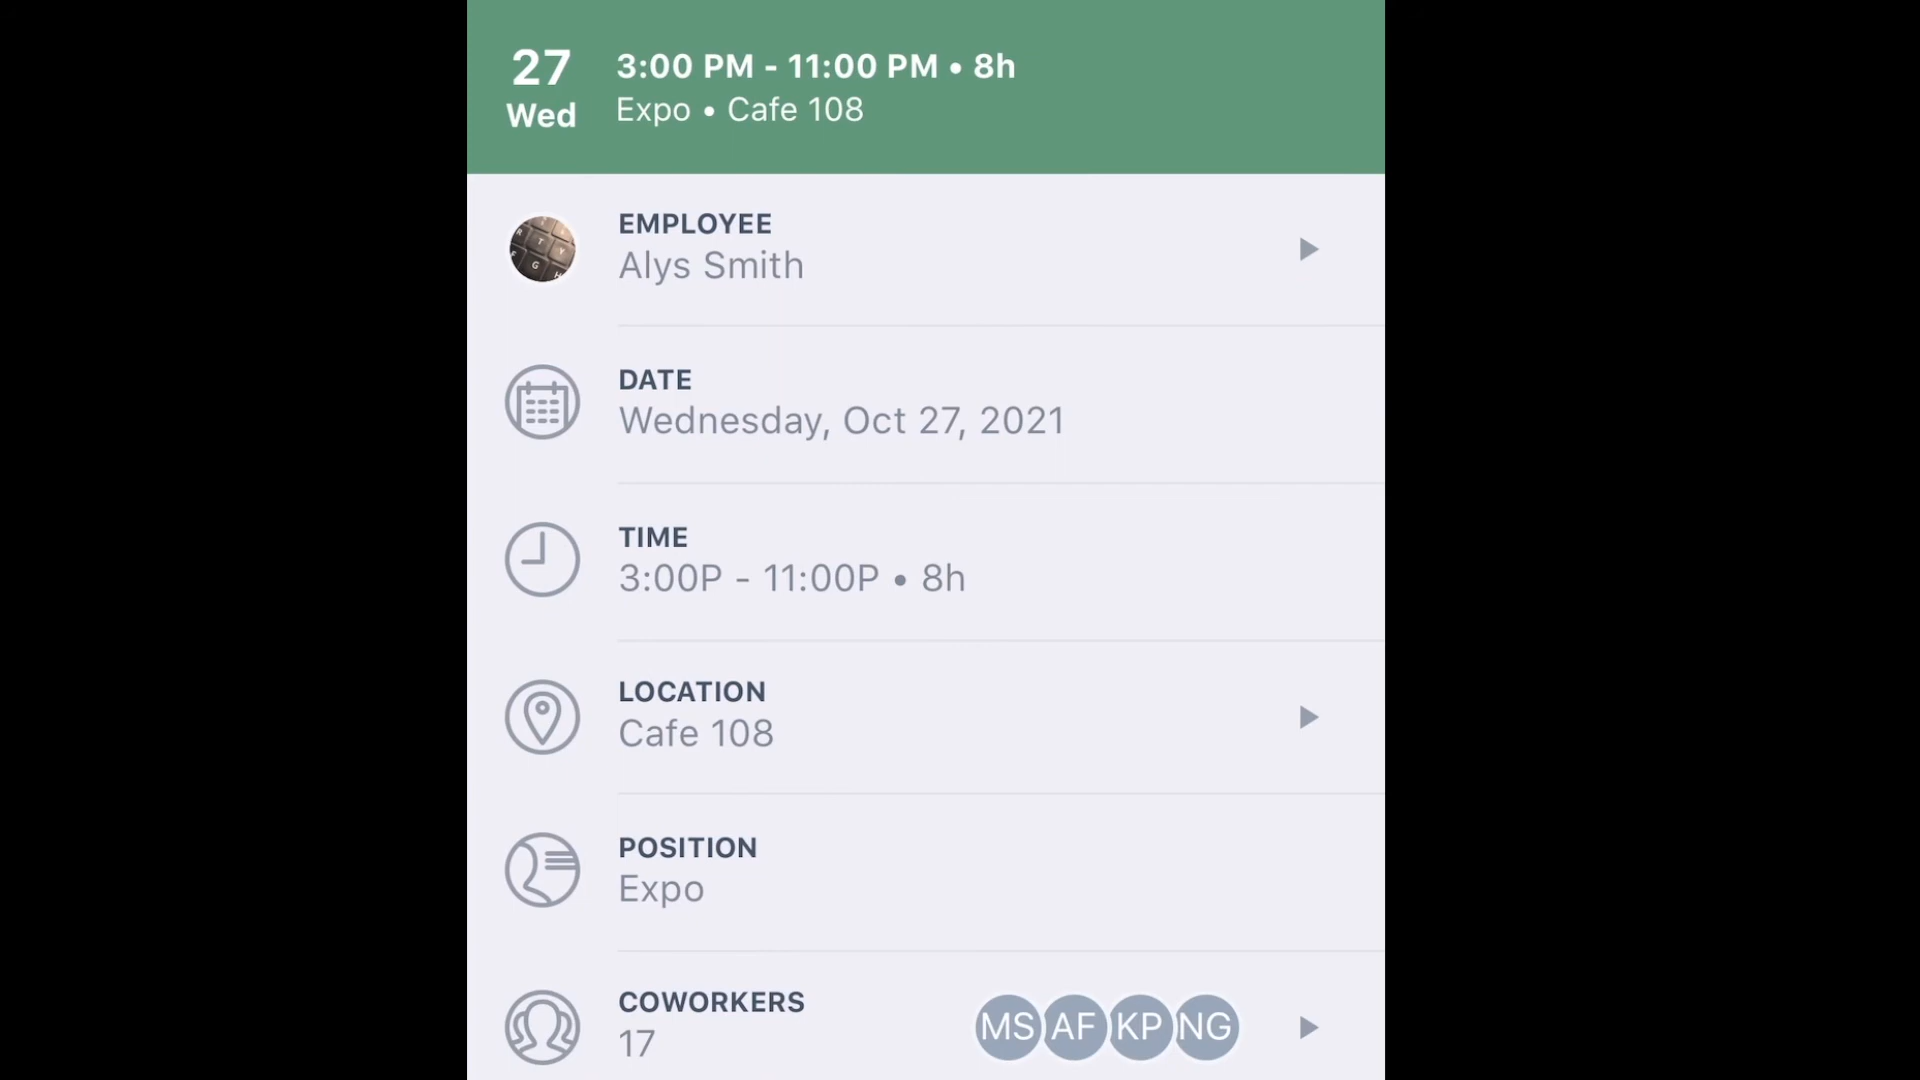 27
Wed
3:00 PM - 11:00 PM • 8h
Expo • Cafe 108
EMPLOYEE
Alys Smith
R T Y
F G H
DATE
Wednesday, Oct 27, 2021
TIME
3:00P - 11:00P • 8h
LOCATION
Cafe 108
POSITION
Expo
COWORKERS
17
MS AF KP NG